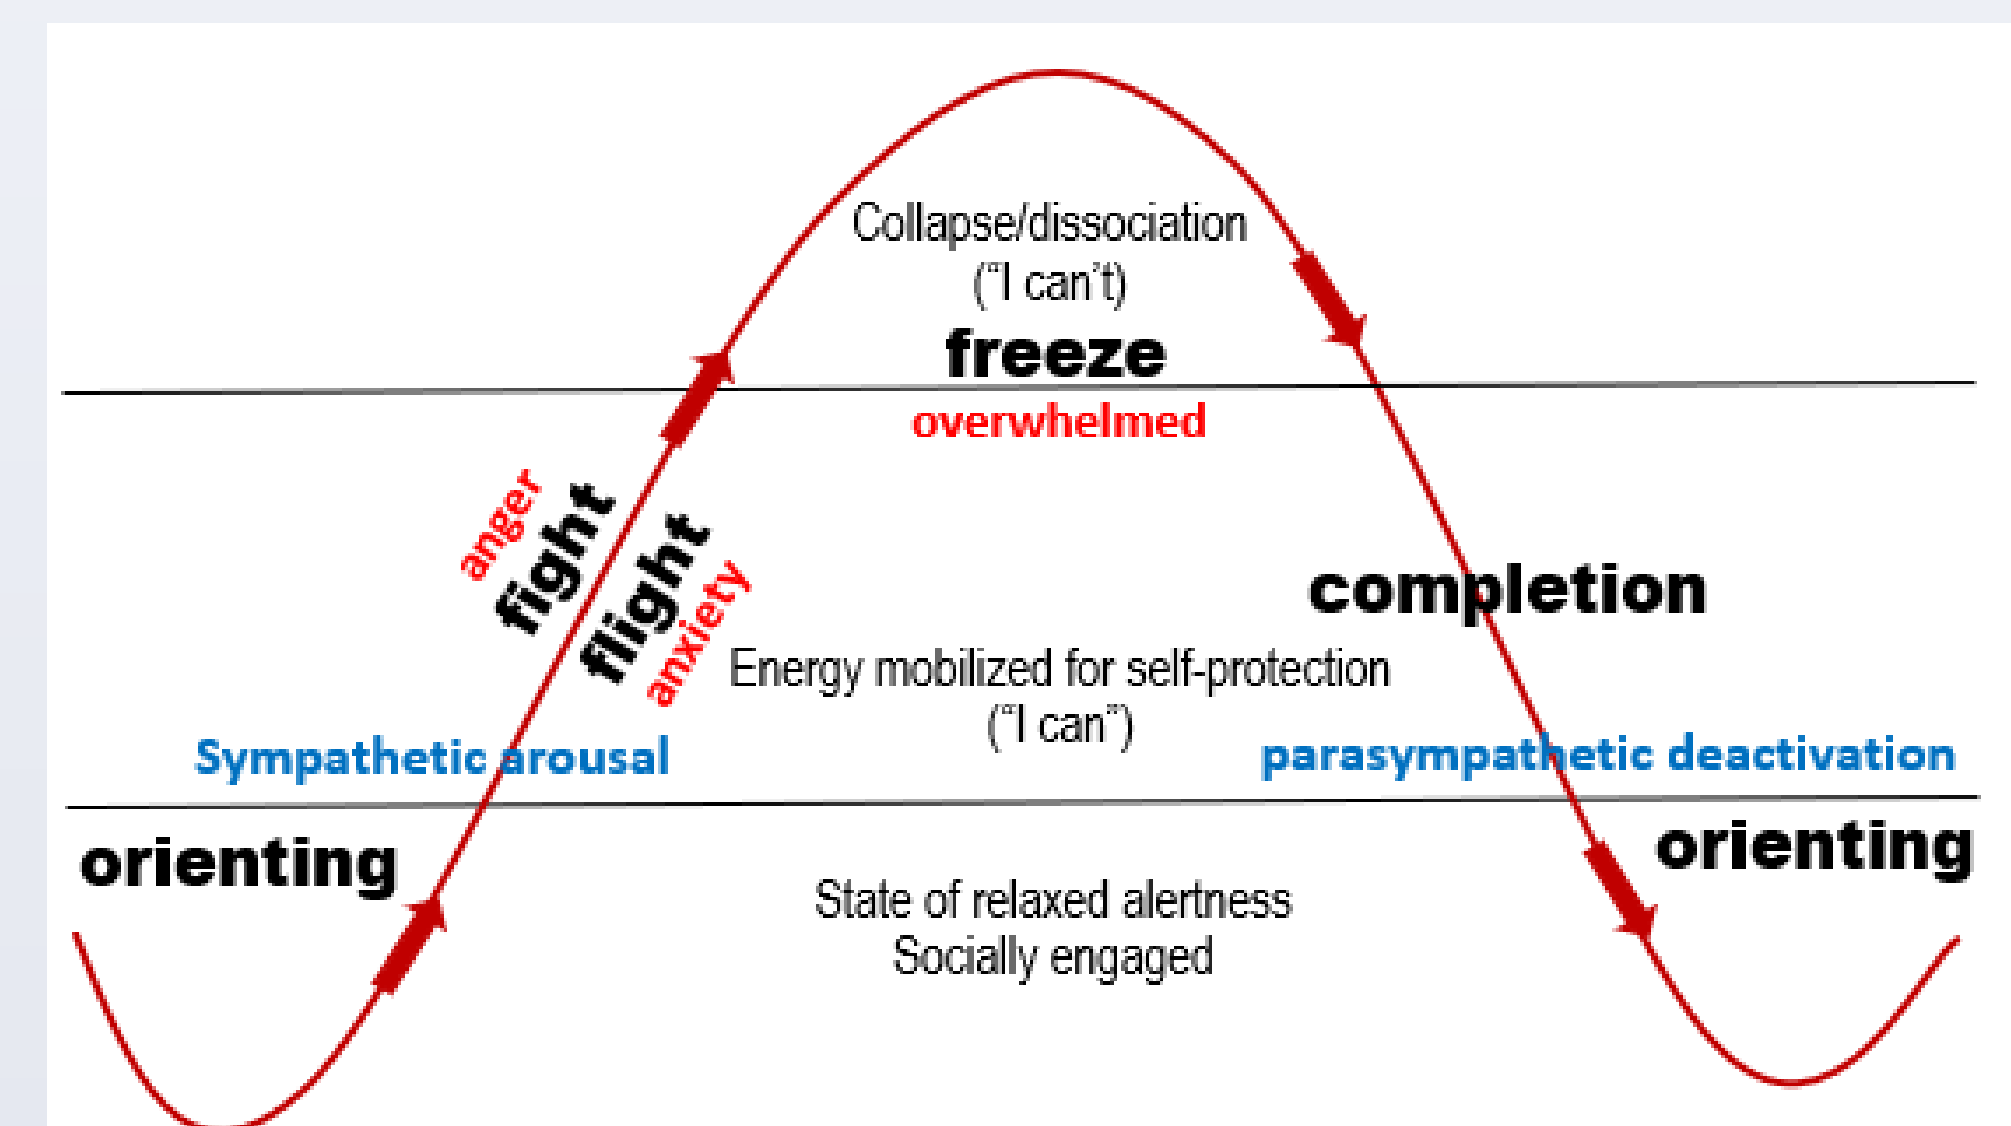 Collapse/dissociation
(“I can’t)
freeze
overwhelmed
anger
fight
flight
anxiety
completion
Energy mobilized for self-protection
(“I can”)
Sympathetic arousal
parasympathetic deactivation
orienting
orienting
State of relaxed alertness
Socially engaged